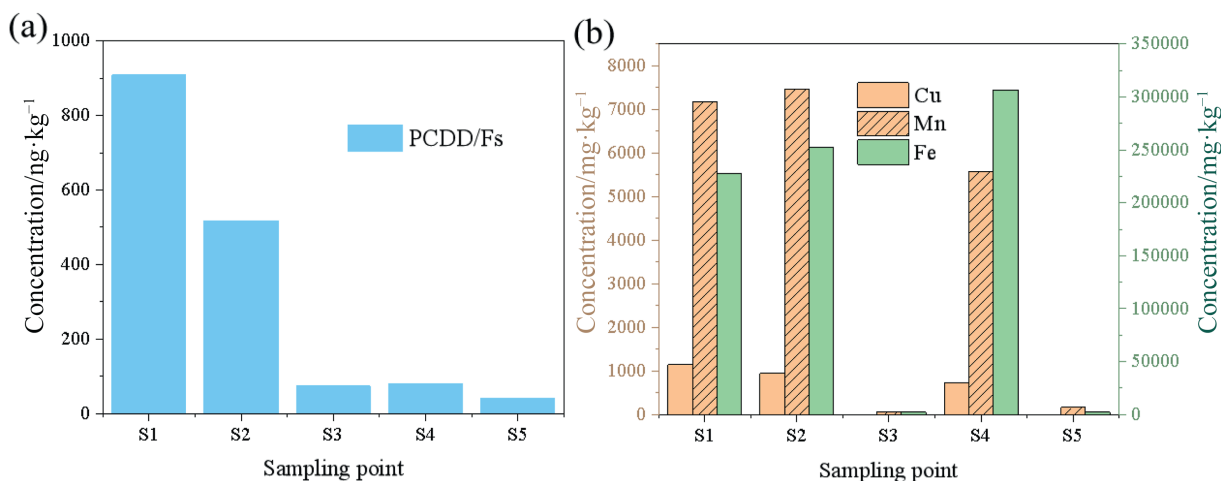 (a)
1000
800
600
400
200
0
Concentration/ng·kg⁻¹
PCDD/Fs
S1 S2 S3 S4 S5
Sampling point
(b)
8000
7000
6000
5000
4000
3000
2000
1000
0
Concentration/mg·kg⁻¹
Cu
Mn
Fe
350000
300000
250000
200000
150000
100000
50000
0
Concentration/mg·kg⁻¹
S1 S2 S3 S4 S5
Sampling point